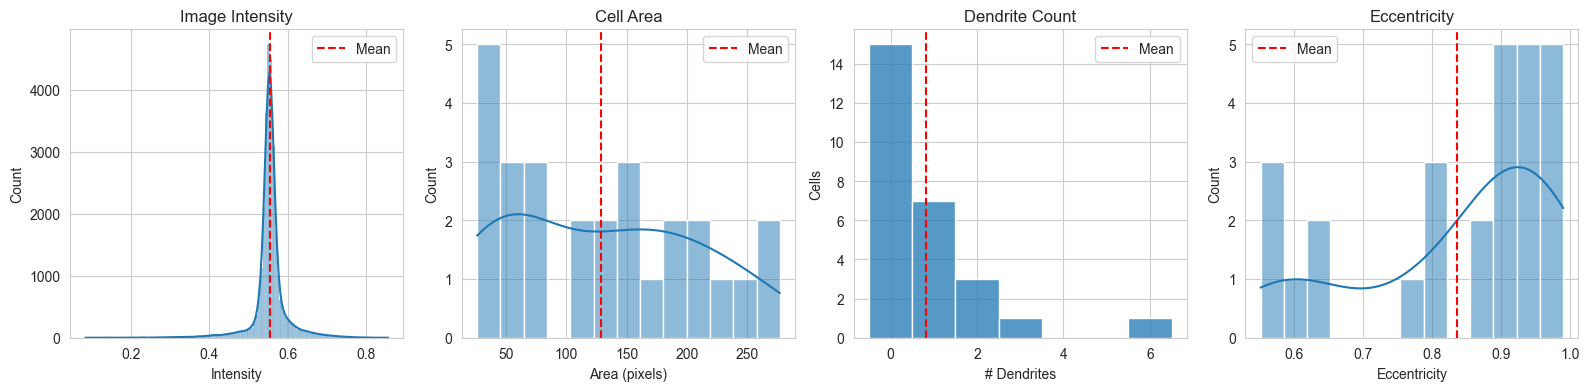 Image Intensity
Mean
4000
3000
2000
1000
0
Count
0.2 0.4 0.6 0.8
Intensity
Cell Area
Mean
5
4
3
2
1
0
Count
50 100 150 200 250
Area (pixels)
Dendrite Count
Mean
14
12
10
8
6
4
2
0
Cells
0 2 4 6
# Dendrites
Eccentricity
Mean
5
4
3
2
1
0
Count
0.6 0.7 0.8 0.9 1.0
Eccentricity